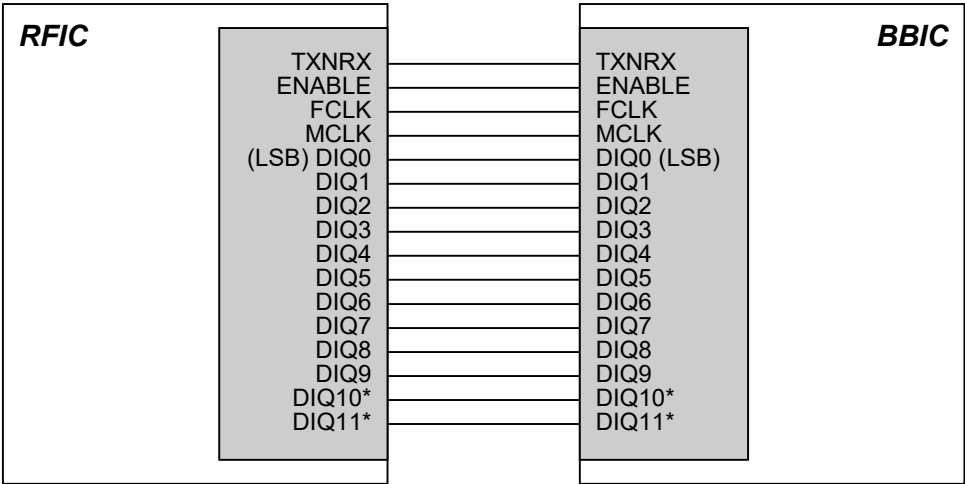 RFIC
BBIC
TXNRX
ENABLE
FCLK
MCLK
(LSB) DIQ0
DIQ1
DIQ2
DIQ3
DIQ4
DIQ5
DIQ6
DIQ7
DIQ8
DIQ9
DIQ10*
DIQ11*
TXNRX
ENABLE
FCLK
MCLK
DIQ0 (LSB)
DIQ1
DIQ2
DIQ3
DIQ4
DIQ5
DIQ6
DIQ7
DIQ8
DIQ9
DIQ10*
DIQ11*